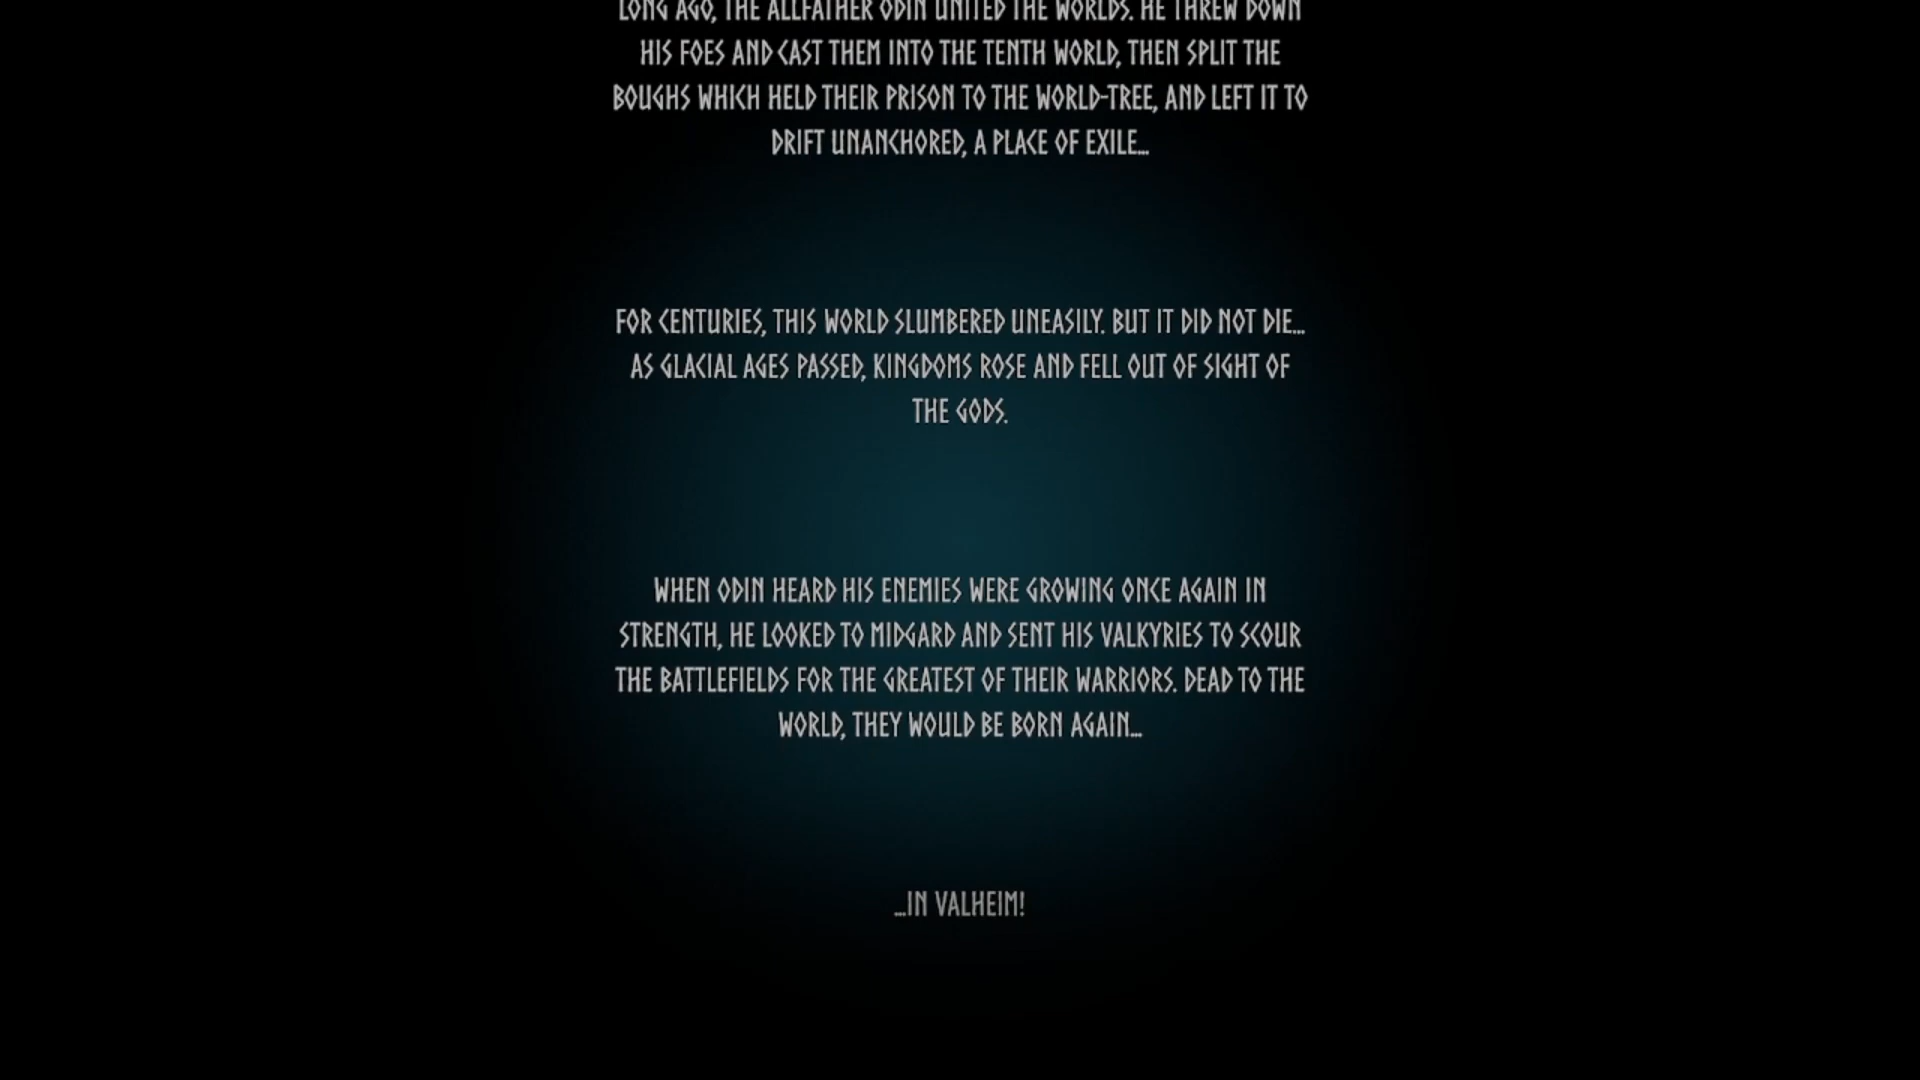 LONG AGO, THE ALLFATHER ODIN UNITED THE WORLDS. HE THREW DOWN
HIS FOES AND CAST THEM INTO THE TENTH WORLD, THEN SPLIT THE
BOUGHS WHICH HELD THEIR PRISON TO THE WORLD-TREE, AND LEFT IT TO
DRIFT UNANCHORED, A PLACE OF EXILE...
FOR CENTURIES, THIS WORLD SLUMBERED UNEASILY. BUT IT DID NOT DIE...
AS GLACIAL AGES PASSED, KINGDOMS ROSE AND FELL OUT OF SIGHT OF
THE GODS.
WHEN ODIN HEARD HIS ENEMIES WERE GROWING ONCE AGAIN IN
STRENGTH, HE LOOKED TO MIDGARD AND SENT HIS VALKYRIES TO SCOUR
THE BATTLEFIELDS FOR THE GREATEST OF THEIR WARRIORS. DEAD TO THE
WORLD, THEY WOULD BE BORN AGAIN...
...IN VALHEIM!